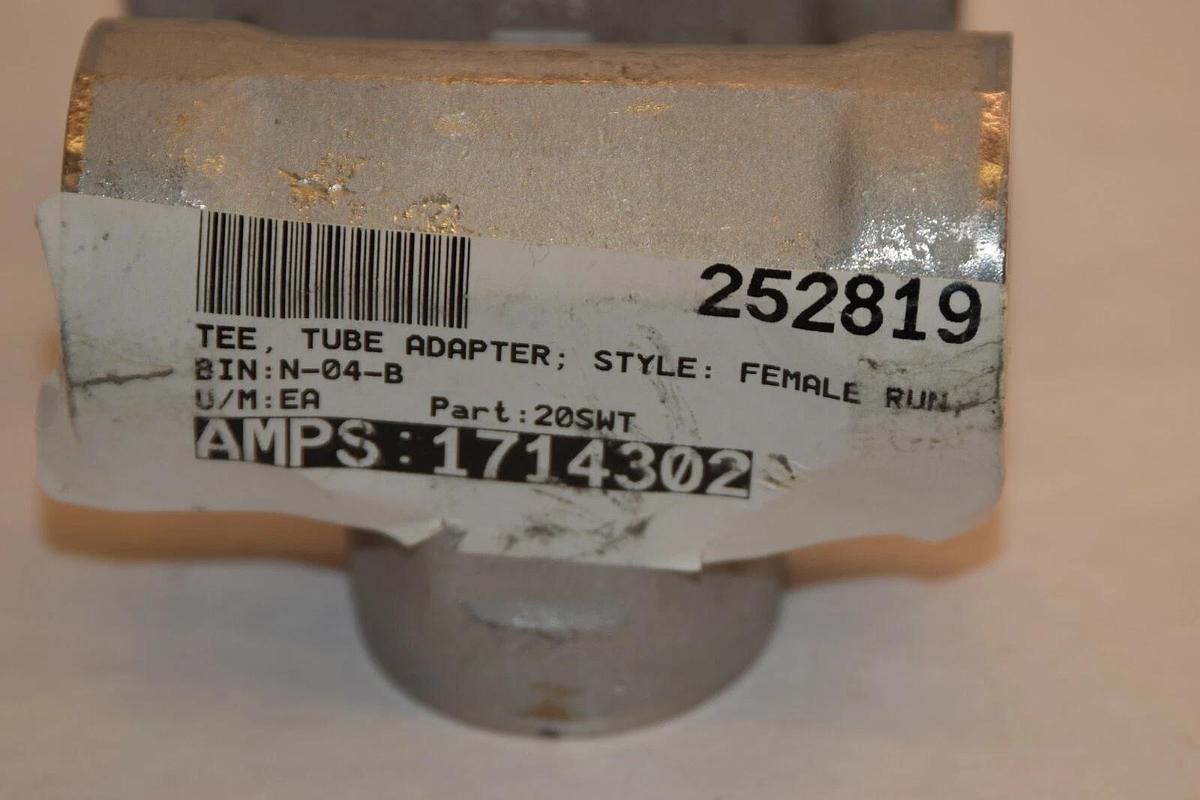 252819
TEE, TUBE ADAPTER; STYLE: FEMALE RUN,
BIN:N-04-B
U/M:EA Part:20SWT
AMPS:1714302